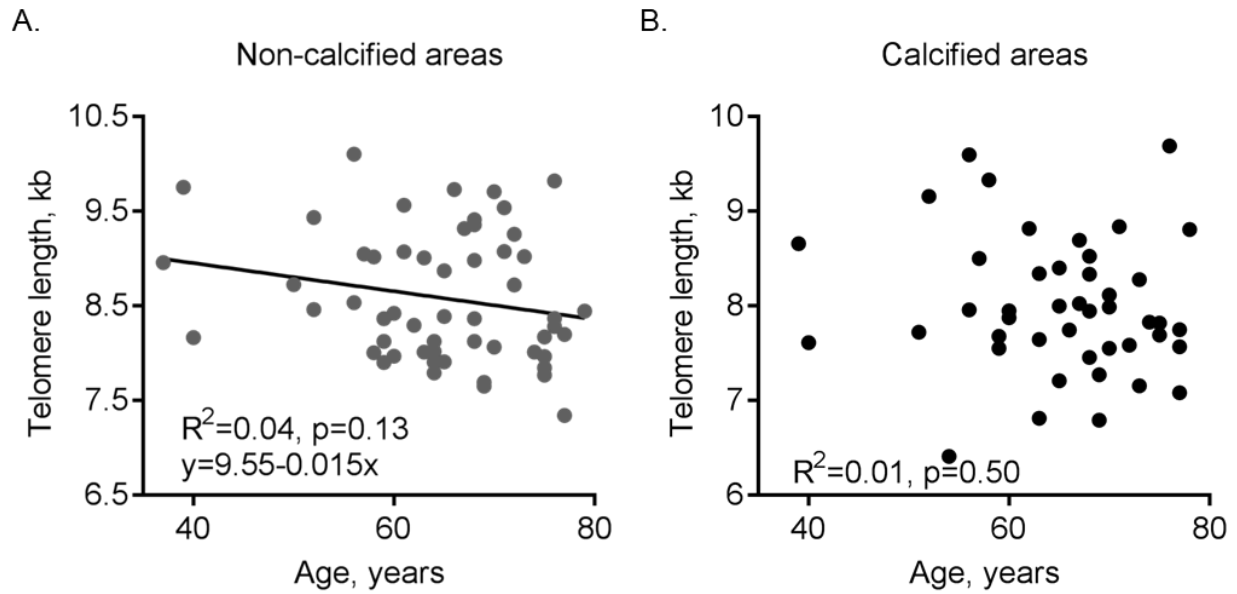 A.
Non-calcified areas
10.5
9.5
8.5
7.5
6.5
Telomere length, kb
R²=0.04, p=0.13
y=9.55-0.015x
40
60
80
Age, years
B.
Calcified areas
10
9
8
7
6
Telomere length, kb
R²=0.01, p=0.50
40
60
80
Age, years